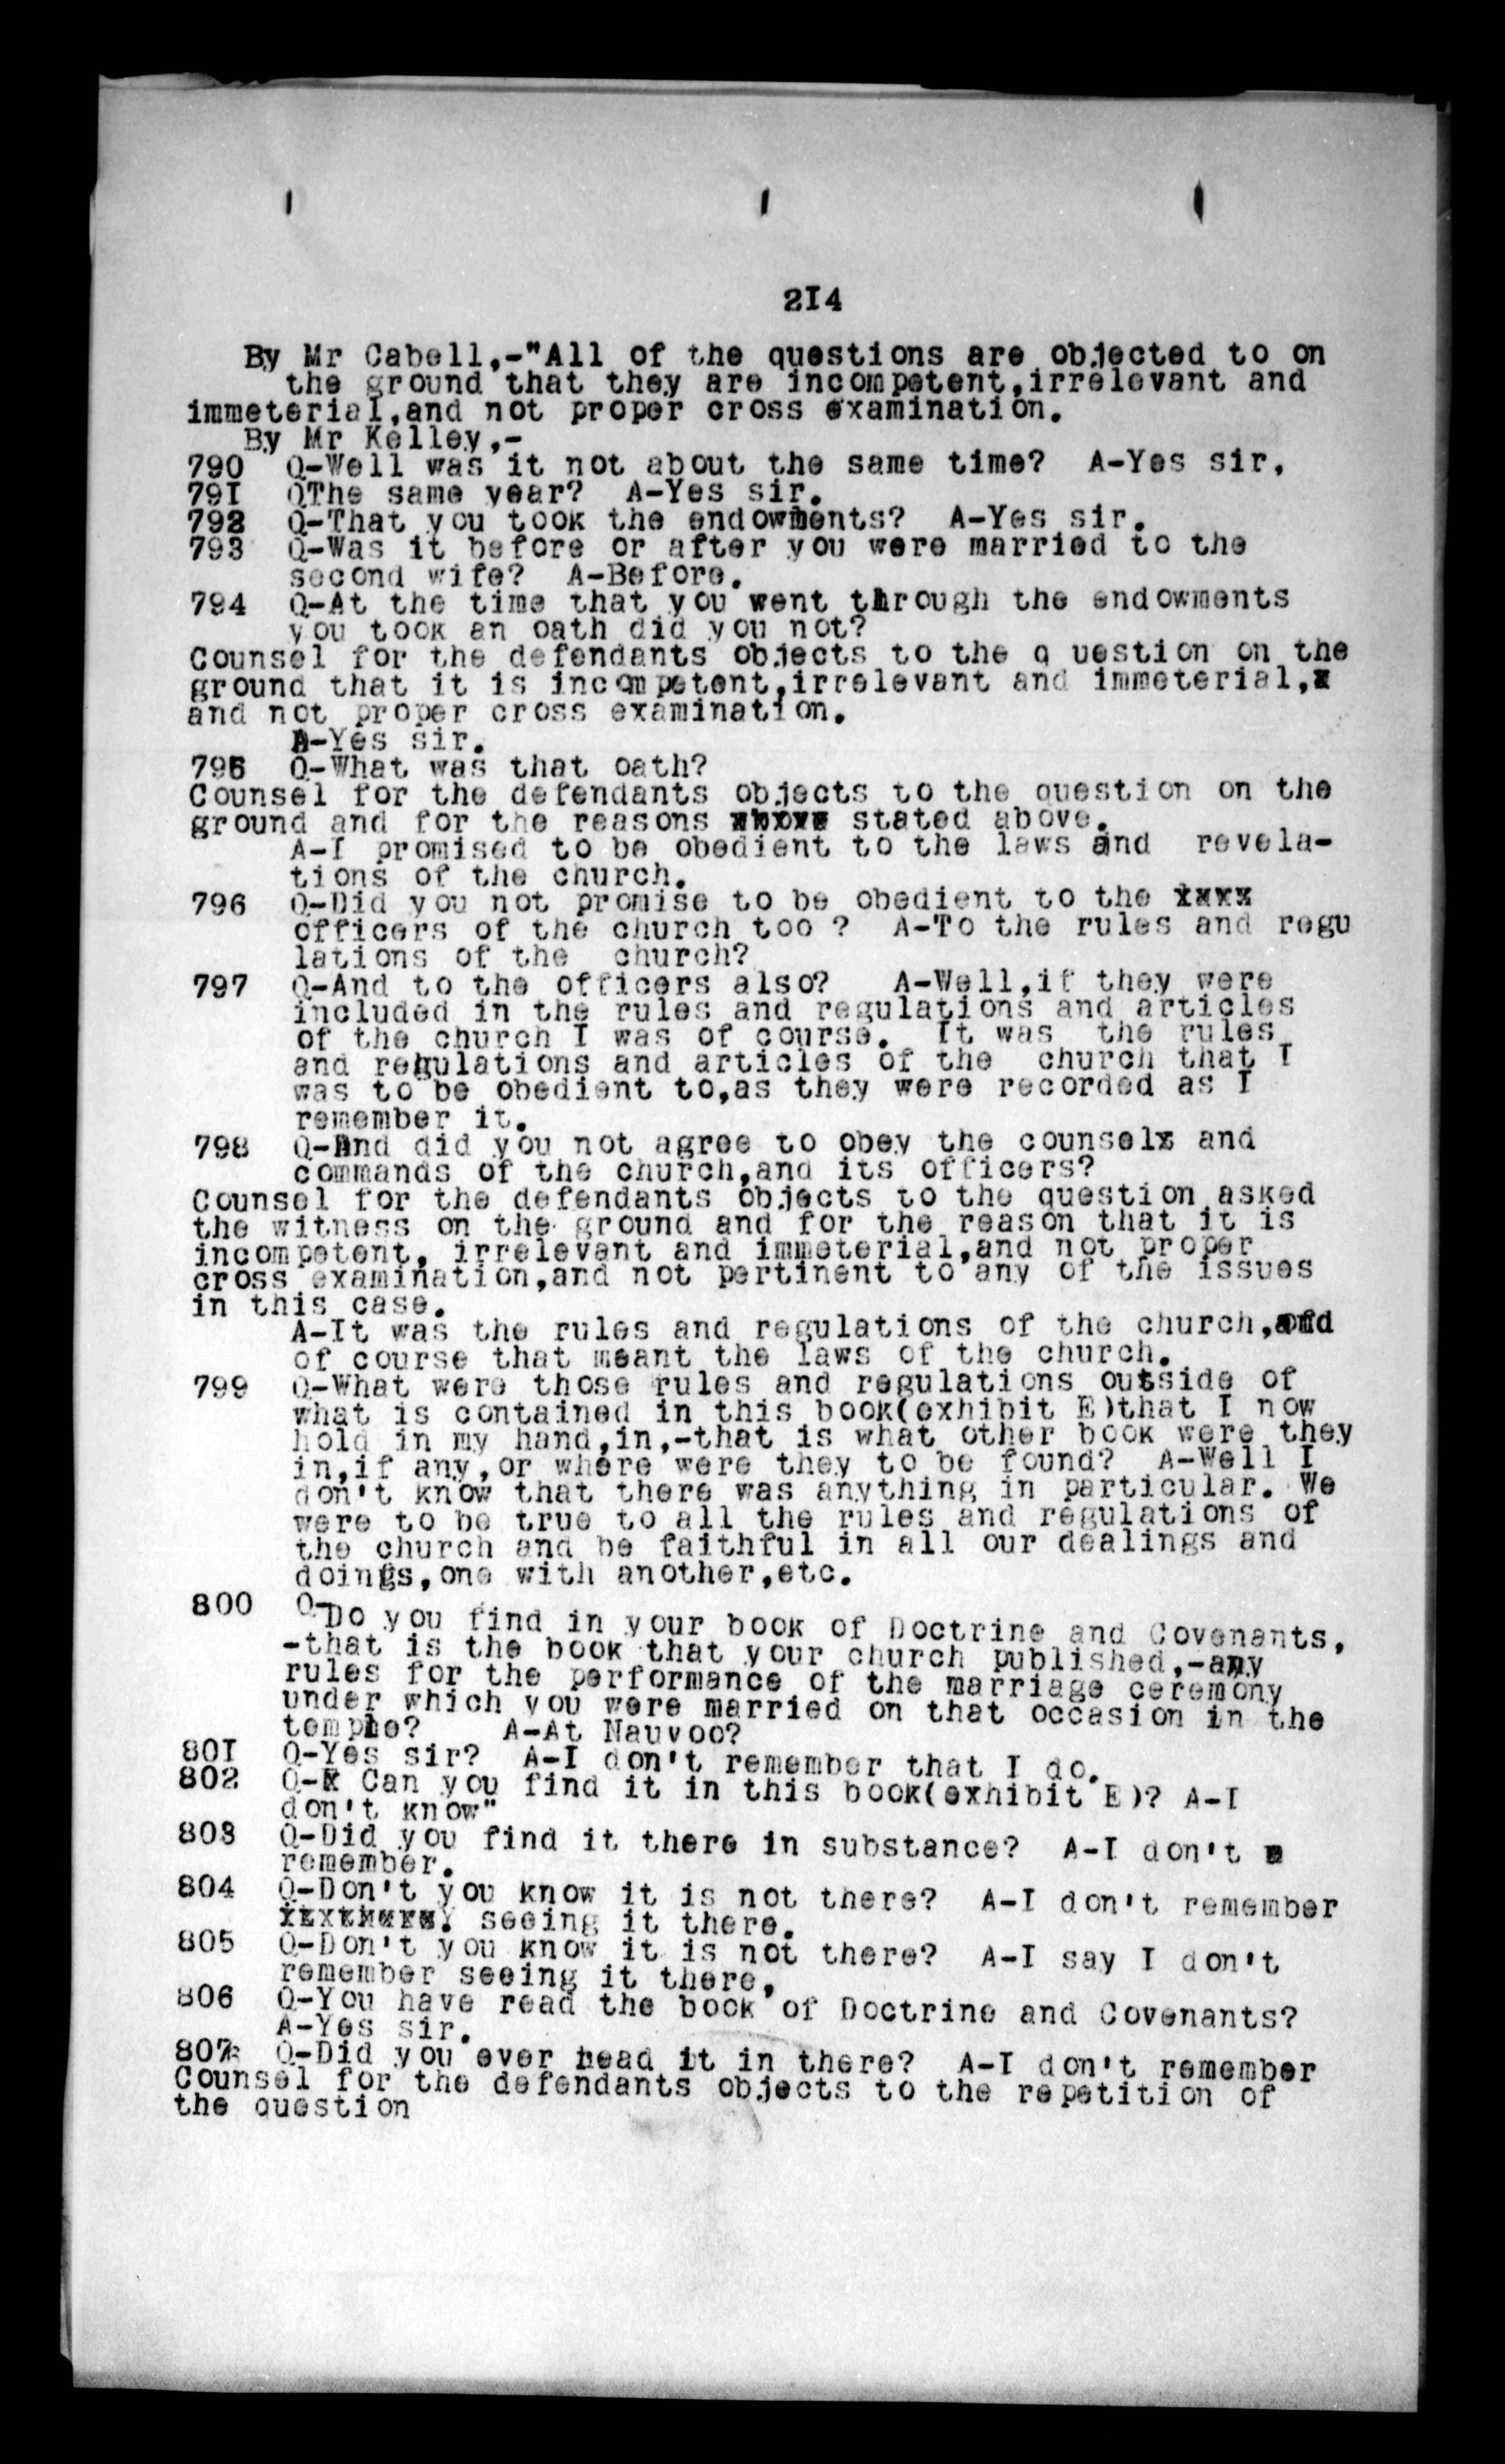 2I4
By Mr Cabell,-"All of the questions are objected to on
the ground that they are incompetent,irrelevant and
immeterial,and not proper cross examination.
By Mr Kelley,-
790 Q-Well was it not about the same time? A-Yes sir,
79I QThe same year? A-Yes sir.
792 Q-That you took the endowments? A-Yes sir.
793 Q-Was it before or after you were married to the
second wife? A-Before.
794 Q-At the time that you went through the endowments
you took an oath did you not?
Counsel for the defendants objects to the q uestion on the
ground that it is incompetent,irrelevant and immeterial,x
and not proper cross examination.
A-Yes sir.
795 Q-What was that oath?
Counsel for the defendants objects to the question on the
ground and for the reasons stated above.
A-I promised to be obedient to the laws and revela-
tions of the church.
796 Q-Did you not promise to be obedient to the xxxx
officers of the church too ? A-To the rules and regu
lations of the church?
797 Q-And to the officers also? A-Well,if they were
included in the rules and regulations and articles
of the church I was of course. It was the rules
and regulations and articles of the church that I
was to be obedient to,as they were recorded as I
remember it.
798 Q-And did you not agree to obey the counselx and
commands of the church,and its officers?
Counsel for the defendants objects to the question asked
the witness on the ground and for the reason that it is
incompetent, irrelevant and immeterial,and not proper
cross examination,and not pertinent to any of the issues
in this case.
A-It was the rules and regulations of the church,and
of course that meant the laws of the church.
799 Q-What were those rules and regulations outside of
what is contained in this book(exhibit E)that I now
hold in my hand,in,-that is what other book were they
in,if any,or where were they to be found? A-Well I
don't know that there was anything in particular. We
were to be true to all the rules and regulations of
the church and be faithful in all our dealings and
doings,one with another,etc.
800 Q-Do you find in your book of Doctrine and Covenants,
-that is the book that your church published,-any
rules for the performance of the marriage ceremony
under which you were married on that occasion in the
temple? A-At Nauvoo?
80I Q-Yes sir? A-I don't remember that I do.
802 Q-x Can you find it in this book(exhibit E)? A-I
don't know"
803 Q-Did you find it there in substance? A-I don't
remember.
804 Q-Don't you know it is not there? A-I don't remember
seeing it there.
805 Q-Don't you know it is not there? A-I say I don't
remember seeing it there,
806 Q-You have read the book of Doctrine and Covenants?
A-Yes sir.
807 Q-Did you ever read it in there? A-I don't remember
Counsel for the defendants objects to the repetition of
the question